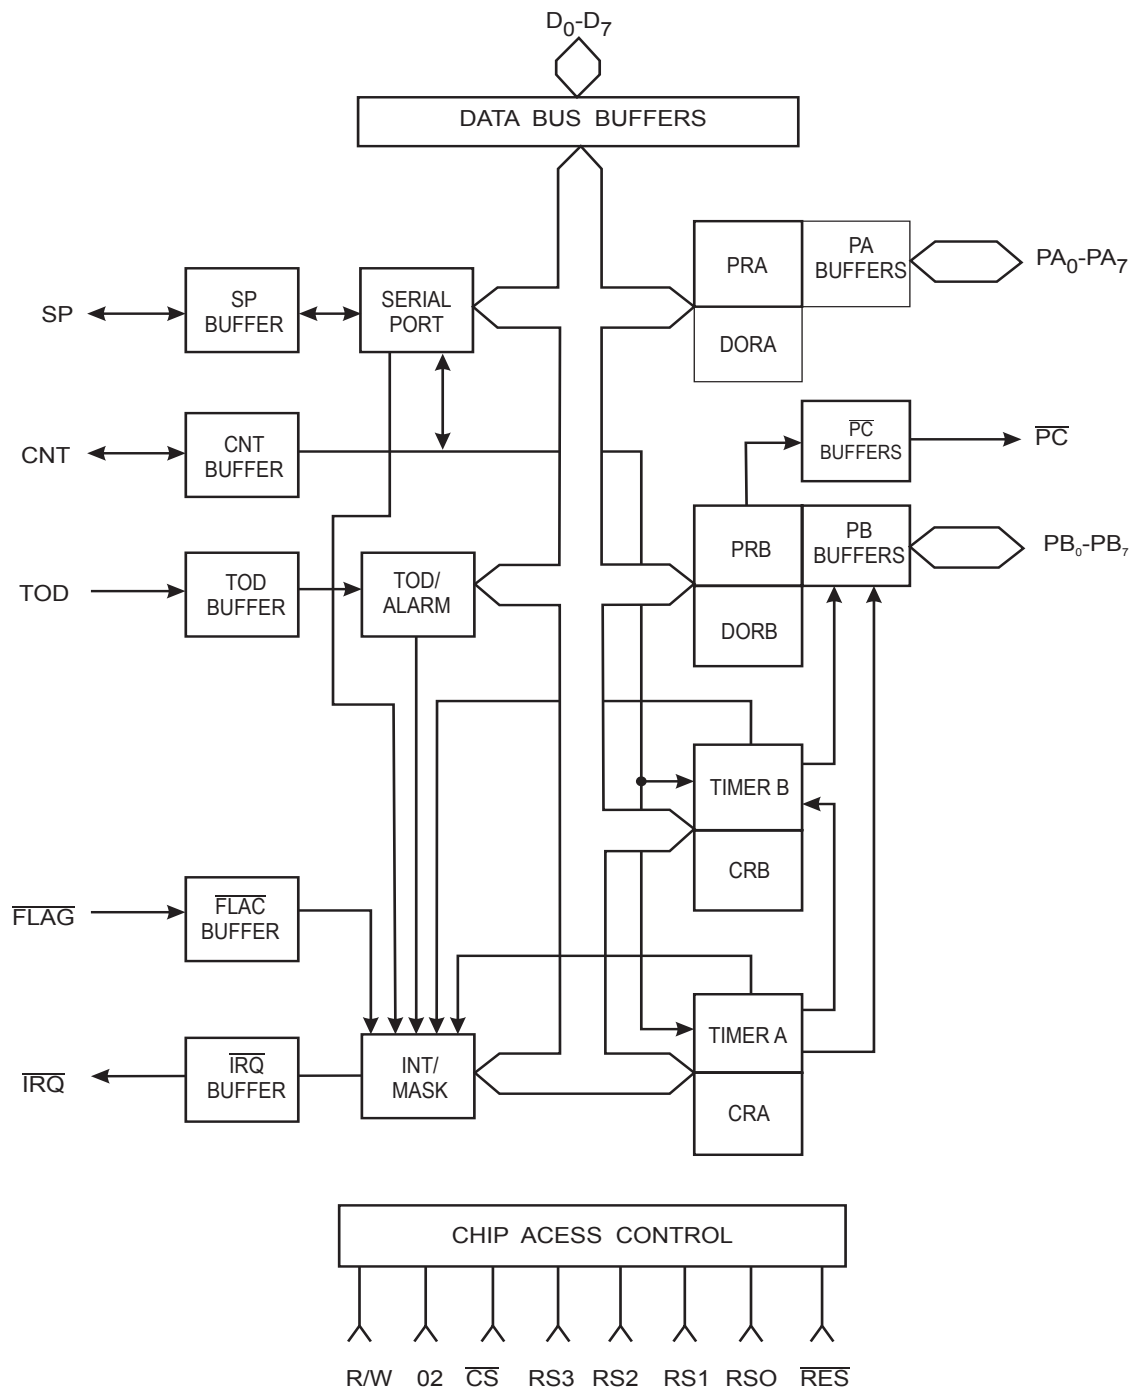 D0-D7
DATA BUS BUFFERS
PRA
PA
BUFFERS
PA0-PA7
DORA
SP
SP
BUFFER
SERIAL
PORT
CNT
CNT
BUFFER
PC
BUFFERS
PC
PRB
PB
BUFFERS
PB0-PB7
DORB
TOD
TOD
BUFFER
TOD/
ALARM
TIMER B
CRB
FLAG
FLAC
BUFFER
TIMER A
CRA
IRQ
IRQ
BUFFER
INT/
MASK
CHIP ACESS CONTROL
R/W 02 CS RS3 RS2 RS1 RSO RES